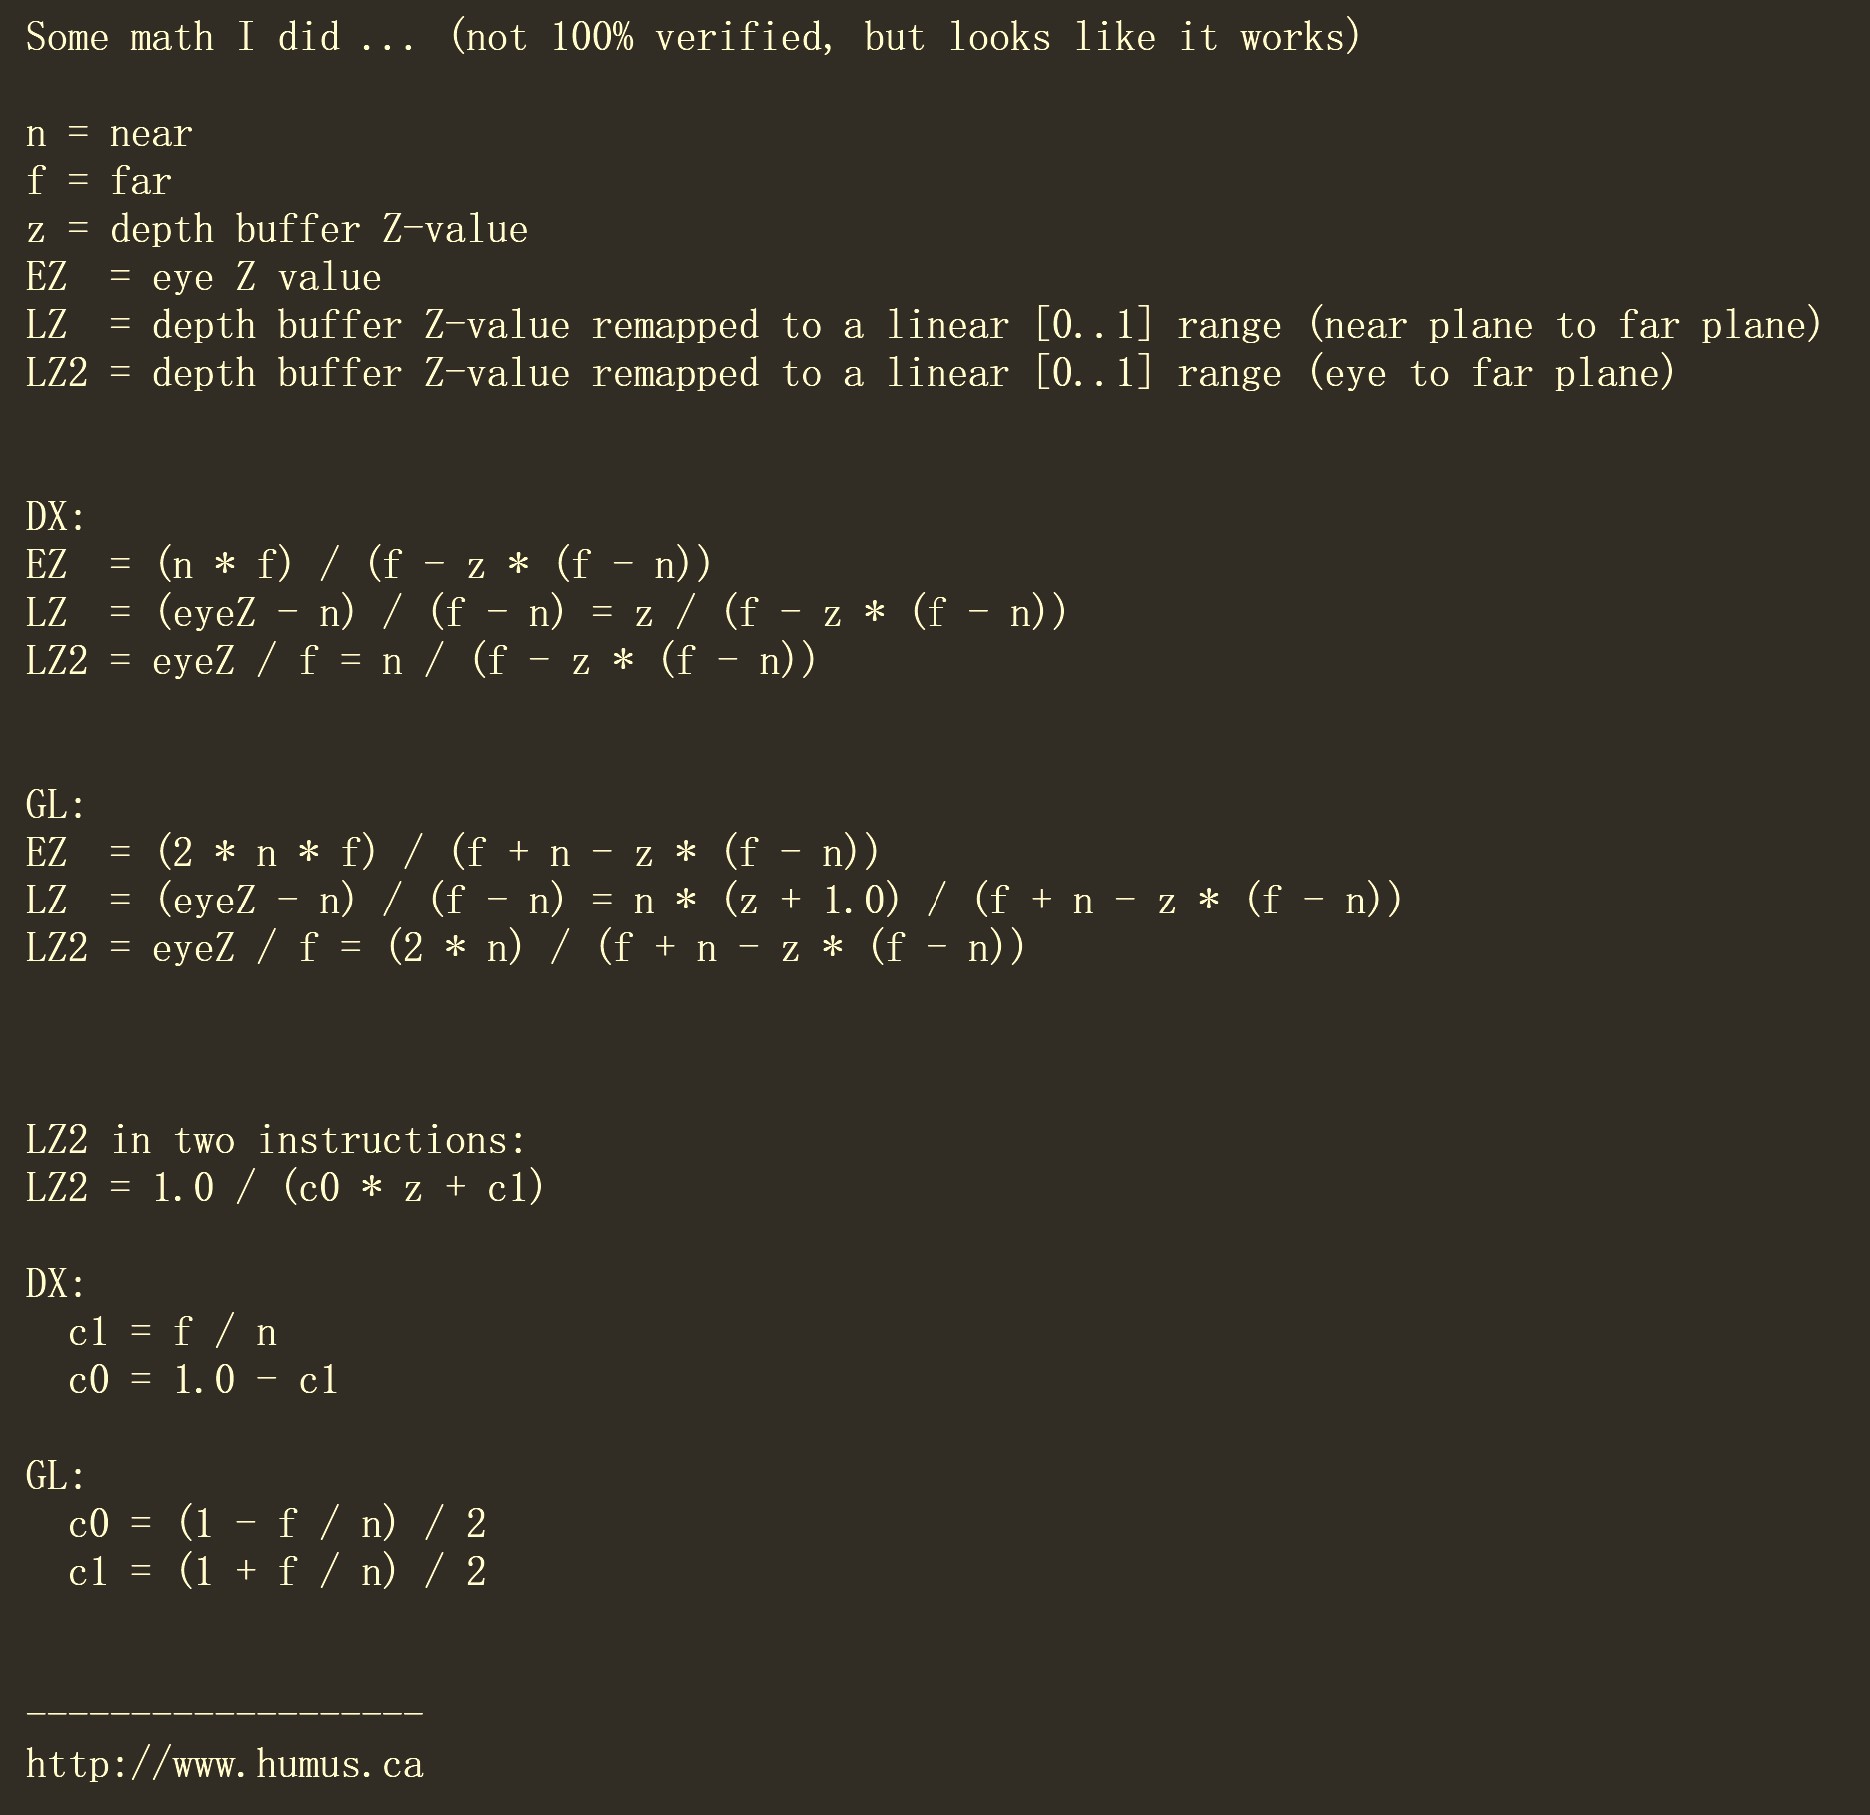 Some math I did ... (not 100% verified, but looks like it works)
n = near
f = far
z = depth buffer Z-value
EZ  = eye Z value
LZ  = depth buffer Z-value remapped to a linear [0..1] range (near plane to far plane)
LZ2 = depth buffer Z-value remapped to a linear [0..1] range (eye to far plane)
DX:
EZ  = (n * f) / (f - z * (f - n))
LZ  = (eyeZ - n) / (f - n) = z / (f - z * (f - n))
LZ2 = eyeZ / f = n / (f - z * (f - n))
GL:
EZ  = (2 * n * f) / (f + n - z * (f - n))
LZ  = (eyeZ - n) / (f - n) = n * (z + 1.0) / (f + n - z * (f - n))
LZ2 = eyeZ / f = (2 * n) / (f + n - z * (f - n))
LZ2 in two instructions:
LZ2 = 1.0 / (c0 * z + c1)
DX:
  c1 = f / n
  c0 = 1.0 - c1
GL:
  c0 = (1 - f / n) / 2
  c1 = (1 + f / n) / 2
-------------------
http://www.humus.ca